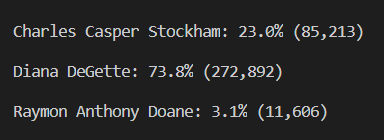 Charles Casper Stockham: 23.0% (85,213)
Diana DeGette: 73.8% (272,892)
Raymon Anthony Doane: 3.1% (11,606)